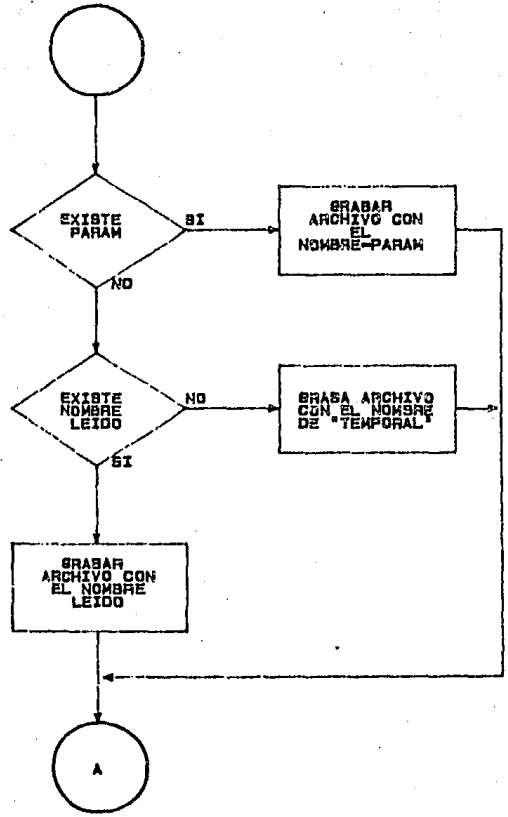 EXISTE
PARAM
SI
GRABAR
ARCHIVO CON
EL
NOMBRE-PARAM
NO
EXISTE
NOMBRE
LEIDO
NO
GRABA ARCHIVO
CON EL NOMBRE
DE "TEMPORAL"
SI
GRABAR
ARCHIVO CON
EL NOMBRE
LEIDO
A